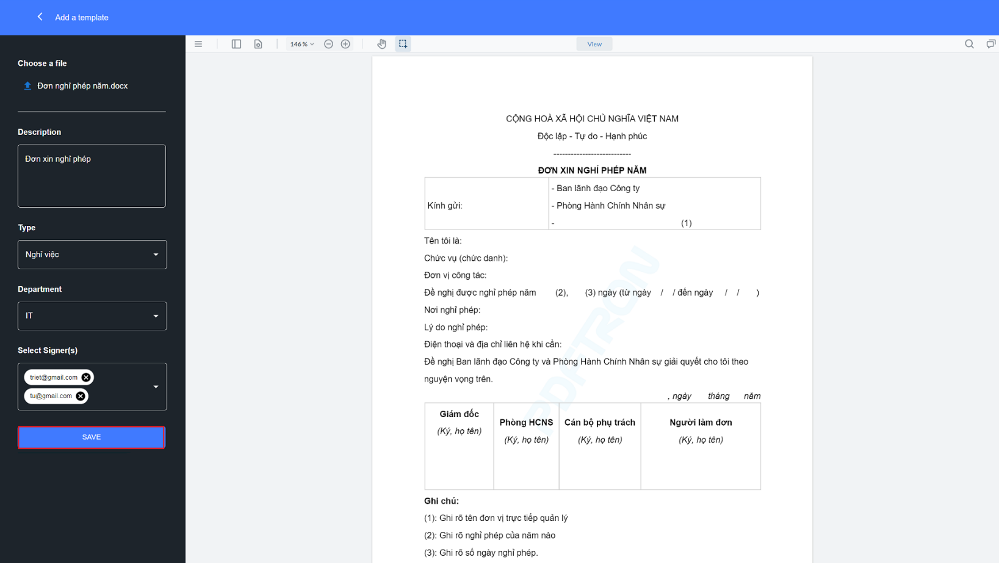 Add a template
Choose a file
Đơn nghỉ phép năm.docx
Description
Đơn xin nghỉ phép
Type
Nghỉ việc
Department
IT
Select Signer(s)
triet@gmail.com
tu@gmail.com
SAVE
146 %
View
CỘNG HOÀ XÃ HỘI CHỦ NGHĨA VIỆT NAM
Độc lập - Tự do - Hạnh phúc
---------------------------
ĐƠN XIN NGHỈ PHÉP NĂM
Kính gửi:
- Ban lãnh đạo Công ty
- Phòng Hành Chính Nhân sự
- (1)
Tên tôi là:
Chức vụ (chức danh):
Đơn vị công tác:
Đề nghị được nghỉ phép năm (2), (3) ngày (từ ngày / / đến ngày / / )
Nơi nghỉ phép:
Lý do nghỉ phép:
Điện thoại và địa chỉ liên hệ khi cần:
Đề nghị Ban lãnh đạo Công ty và Phòng Hành Chính Nhân sự giải quyết cho tôi theo
nguyện vọng trên.
, ngày tháng năm
Giám đốc
(Ký, họ tên)
Phòng HCNS
(Ký, họ tên)
Cán bộ phụ trách
(Ký, họ tên)
Người làm đơn
(Ký, họ tên)
Ghi chú:
(1): Ghi rõ tên đơn vị trực tiếp quản lý
(2): Ghi rõ nghỉ phép của năm nào
(3): Ghi rõ số ngày nghỉ phép.
PDFTRON